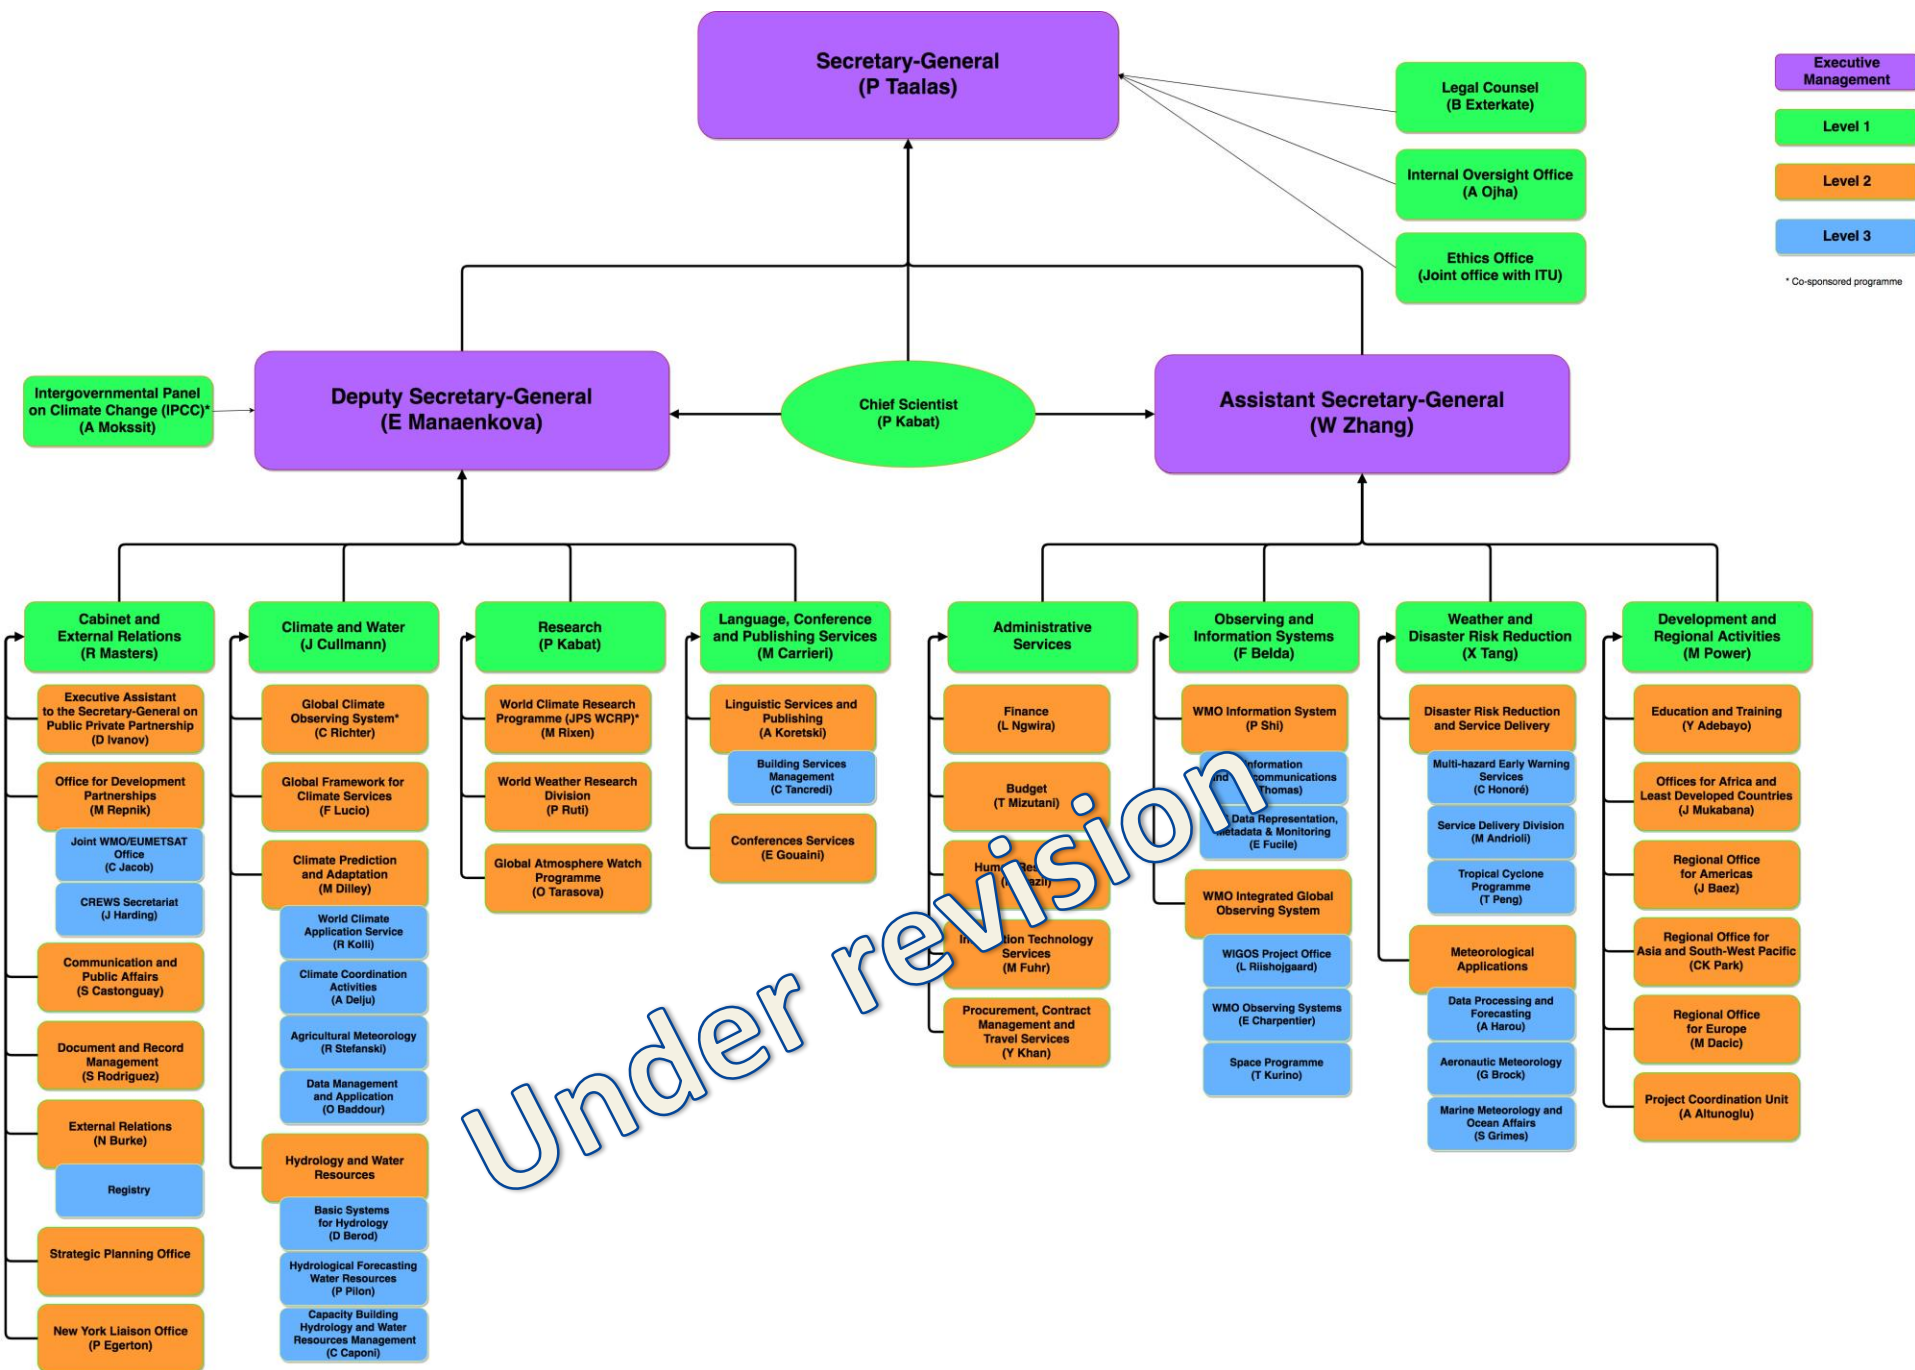 Secretary-General
(P Taalas)
Legal Counsel
(B Exterkate)
Internal Oversight Office
(A Ojha)
Ethics Office
(Joint office with ITU)
Executive
Management
Level 1
Level 2
Level 3
* Co-sponsored programme
Intergovernmental Panel
on Climate Change (IPCC)*
(A Mokssit)
Deputy Secretary-General
(E Manaenkova)
Chief Scientist
(P Kabat)
Assistant Secretary-General
(W Zhang)
Cabinet and
External Relations
(R Masters)
Executive Assistant
to the Secretary-General on
Public Private Partnership
(D Ivanov)
Office for Development
Partnerships
(M Repnik)
Joint WMO/EUMETSAT
Office
(C Jacob)
CREWS Secretariat
(J Harding)
Communication and
Public Affairs
(S Castonguay)
Document and Record
Management
(S Rodriguez)
External Relations
(N Burke)
Registry
Strategic Planning Office
New York Liaison Office
(P Egerton)
Climate and Water
(J Cullmann)
Global Climate
Observing System*
(C Richter)
Global Framework for
Climate Services
(F Lucio)
Climate Prediction
and Adaptation
(M Dilley)
World Climate
Application Service
(R Kolli)
Climate Coordination
Activities
(A Delju)
Agricultural Meteorology
(R Stefanski)
Data Management
and Application
(O Baddour)
Hydrology and Water
Resources
Basic Systems
for Hydrology
(D Berod)
Hydrological Forecasting
Water Resources
(P Pilon)
Capacity Building
Hydrology and Water
Resources Management
(C Caponi)
Research
(P Kabat)
World Climate Research
Programme (JPS WCRP)*
(M Rixen)
World Weather Research
Division
(P Ruti)
Global Atmosphere Watch
Programme
(O Tarasova)
Language, Conference
and Publishing Services
(M Carrieri)
Linguistic Services and
Publishing
(A Koretski)
Building Services
Management
(C Tancredi)
Conferences Services
(E Gouaini)
Administrative
Services
Finance
(L Ngwira)
Budget
(T Mizutani)
Services
(M Fuhr)
Procurement, Contract
Management and
Travel Services
(Y Khan)
Observing and
Information Systems
(F Belda)
WMO Information System
(P Shi)
Information
Thomas)
Data Representation,
Metadata & Monitoring
(E Fucile)
WMO Integrated Global
Observing System
WIGOS Project Office
(L Riishojgaard)
WMO Observing Systems
(E Charpentier)
Space Programme
(T Kurino)
Weather and
Disaster Risk Reduction
(X Tang)
Disaster Risk Reduction
and Service Delivery
Multi-hazard Early Warning
Services
(C Honoré)
Service Delivery Division
(M Andrioli)
Tropical Cyclone
Programme
(T Peng)
Meteorological
Applications
Data Processing and
Forecasting
(A Harou)
Aeronautic Meteorology
(G Brock)
Marine Meteorology and
Ocean Affairs
(S Grimes)
Development and
Regional Activities
(M Power)
Education and Training
(Y Adebayo)
Offices for Africa and
Least Developed Countries
(J Mukabana)
Regional Office
for Americas
(J Baez)
Regional Office for
Asia and South-West Pacific
(CK Park)
Regional Office
for Europe
(M Dacic)
Project Coordination Unit
(A Altunoglu)
Under revision